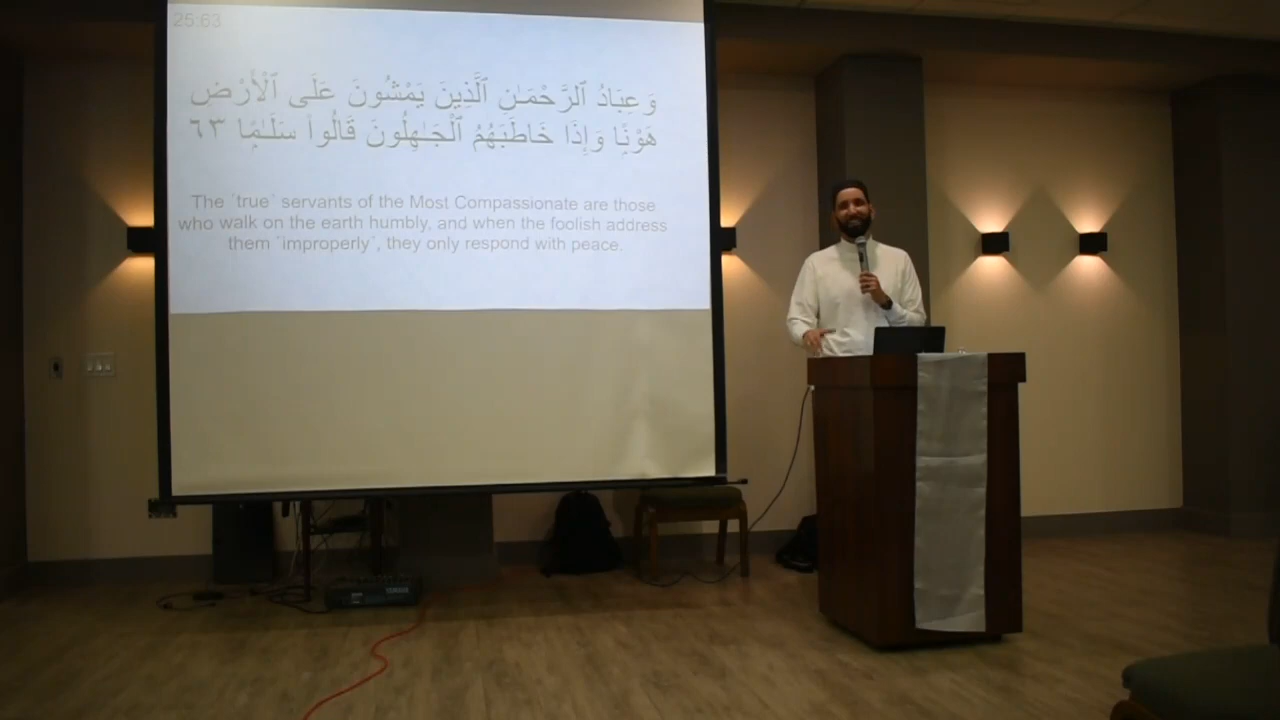 25:63
وَعِبَادُ ٱلرَّحْمَـٰنِ ٱلَّذِينَ يَمْشُونَ عَلَى ٱلْأَرْضِ
هَوْنًۭا وَإِذَا خَاطَبَهُمُ ٱلْجَـٰهِلُونَ قَالُوا۟ سَلَـٰمًۭا ٦٣
The ˹true˺ servants of the Most Compassionate are those
who walk on the earth humbly, and when the foolish address
them ˹improperly˺, they only respond with peace.